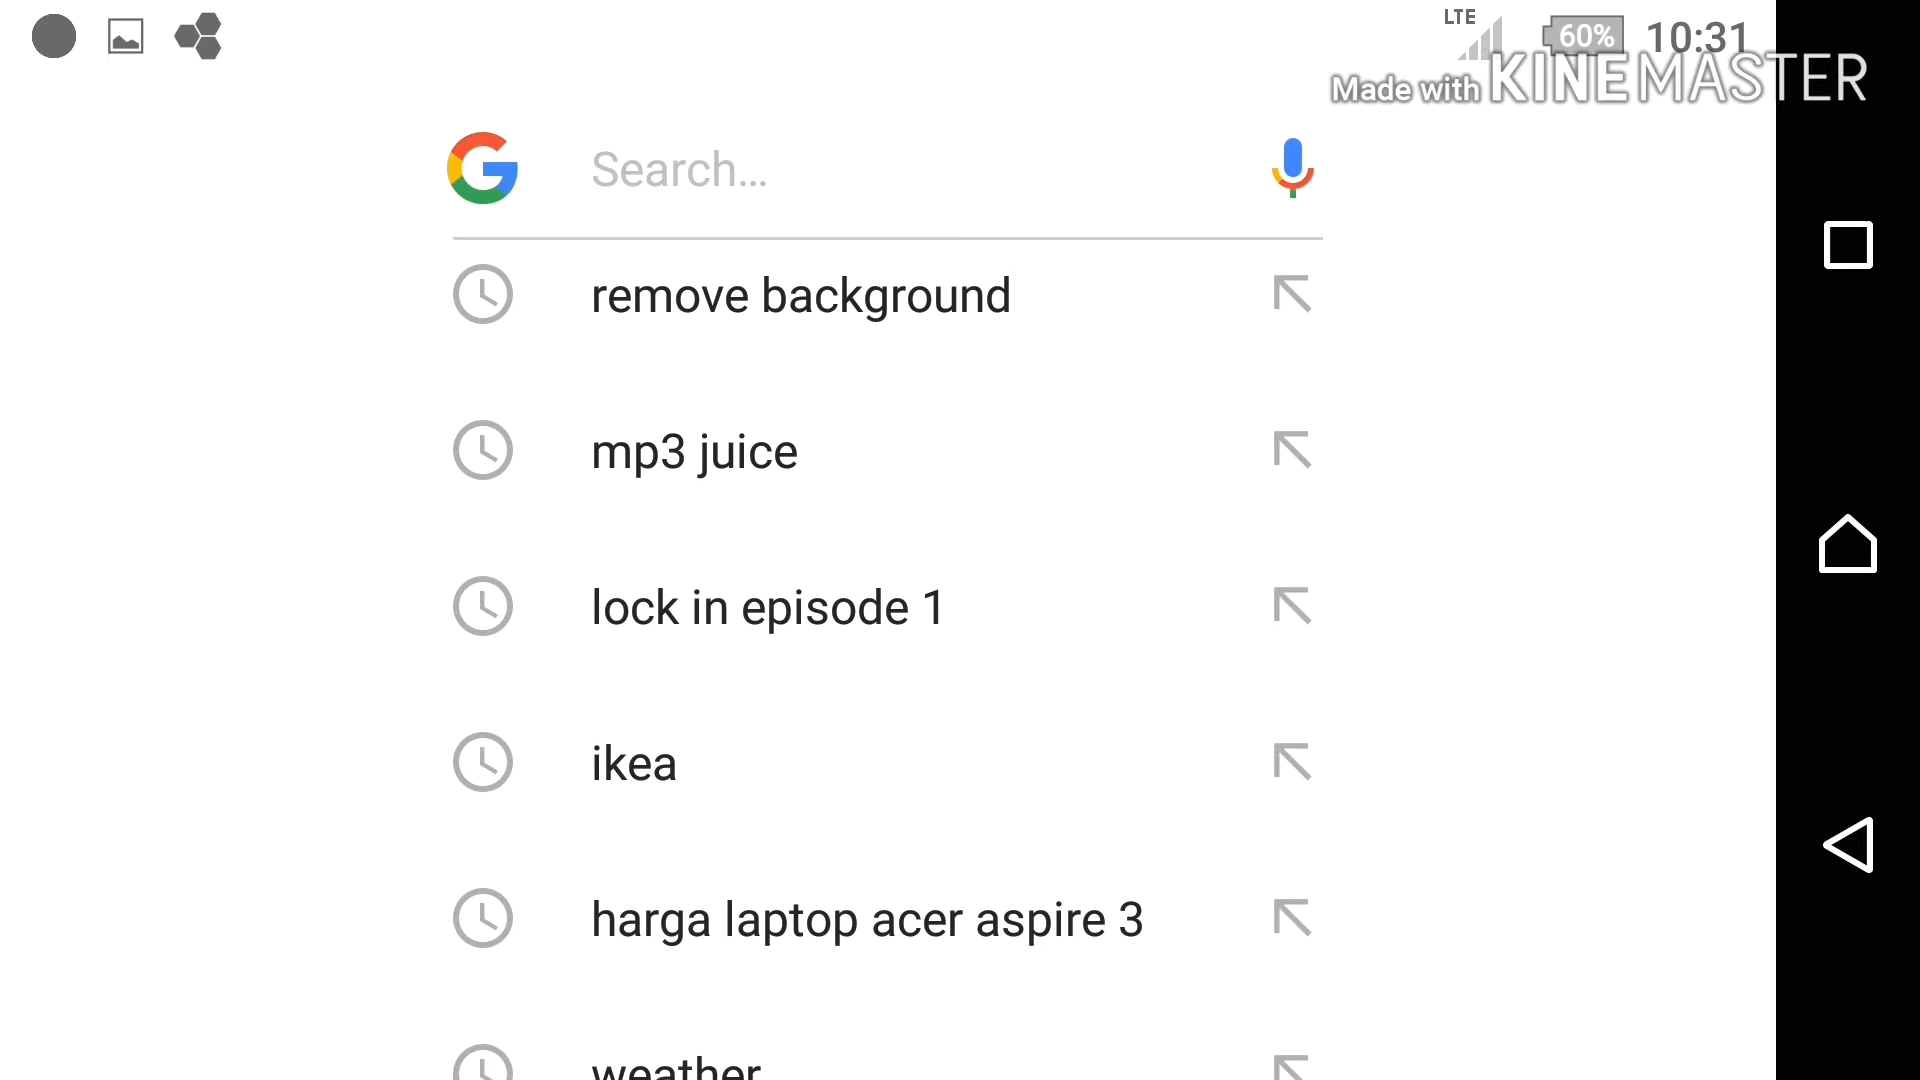 LTE
60% 10:31
Made with KINEMASTER
Search...
remove background
mp3 juice
lock in episode 1
ikea
harga laptop acer aspire 3
weather